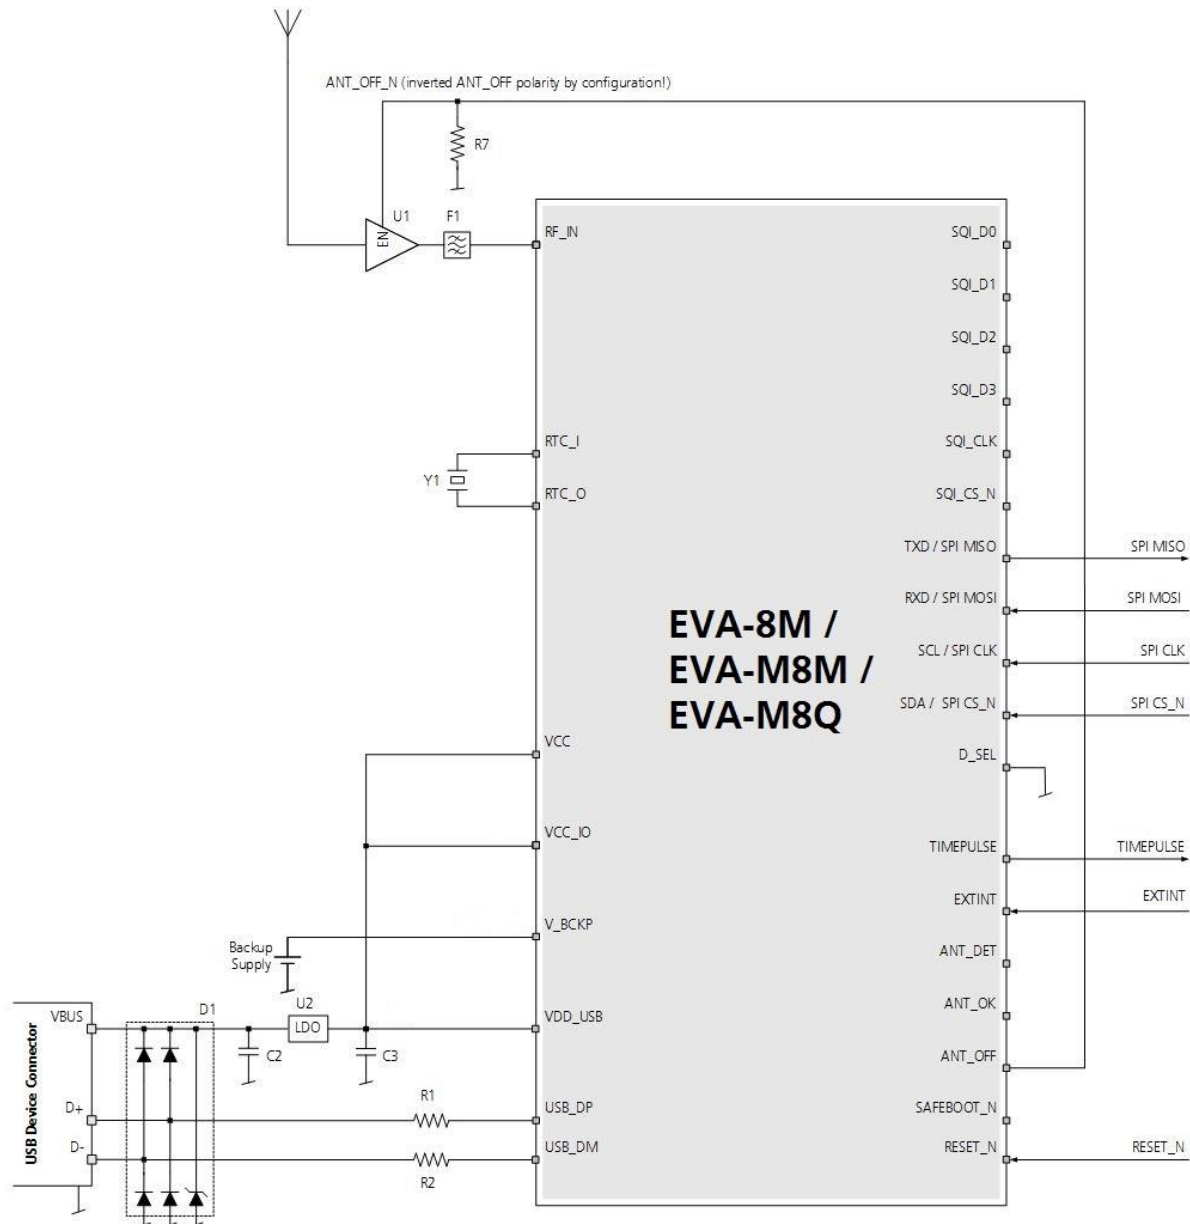 ANT_OFF_N (inverted ANT_OFF polarity by configuration!)
R7
U1
F1
EN
RF_IN
SQI_D0
SQI_D1
SQI_D2
SQI_D3
RTC_I
SQI_CLK
Y1
RTC_O
SQI_CS_N
TXD / SPI MISO
SPI MISO
RXD / SPI MOSI
SPI MOSI
EVA-8M /
EVA-M8M /
EVA-M8Q
SCL / SPI CLK
SPI CLK
SDA / SPI CS_N
SPI CS_N
VCC
D_SEL
VCC_IO
TIMEPULSE
TIMEPULSE
EXTINT
EXTINT
V_BCKP
Backup
Supply
ANT_DET
USB Device Connector
VBUS
D1
U2
LDO
VDD_USB
ANT_OK
C2
C3
ANT_OFF
D+
R1
USB_DP
SAFEBOOT_N
D-
R2
USB_DM
RESET_N
RESET_N